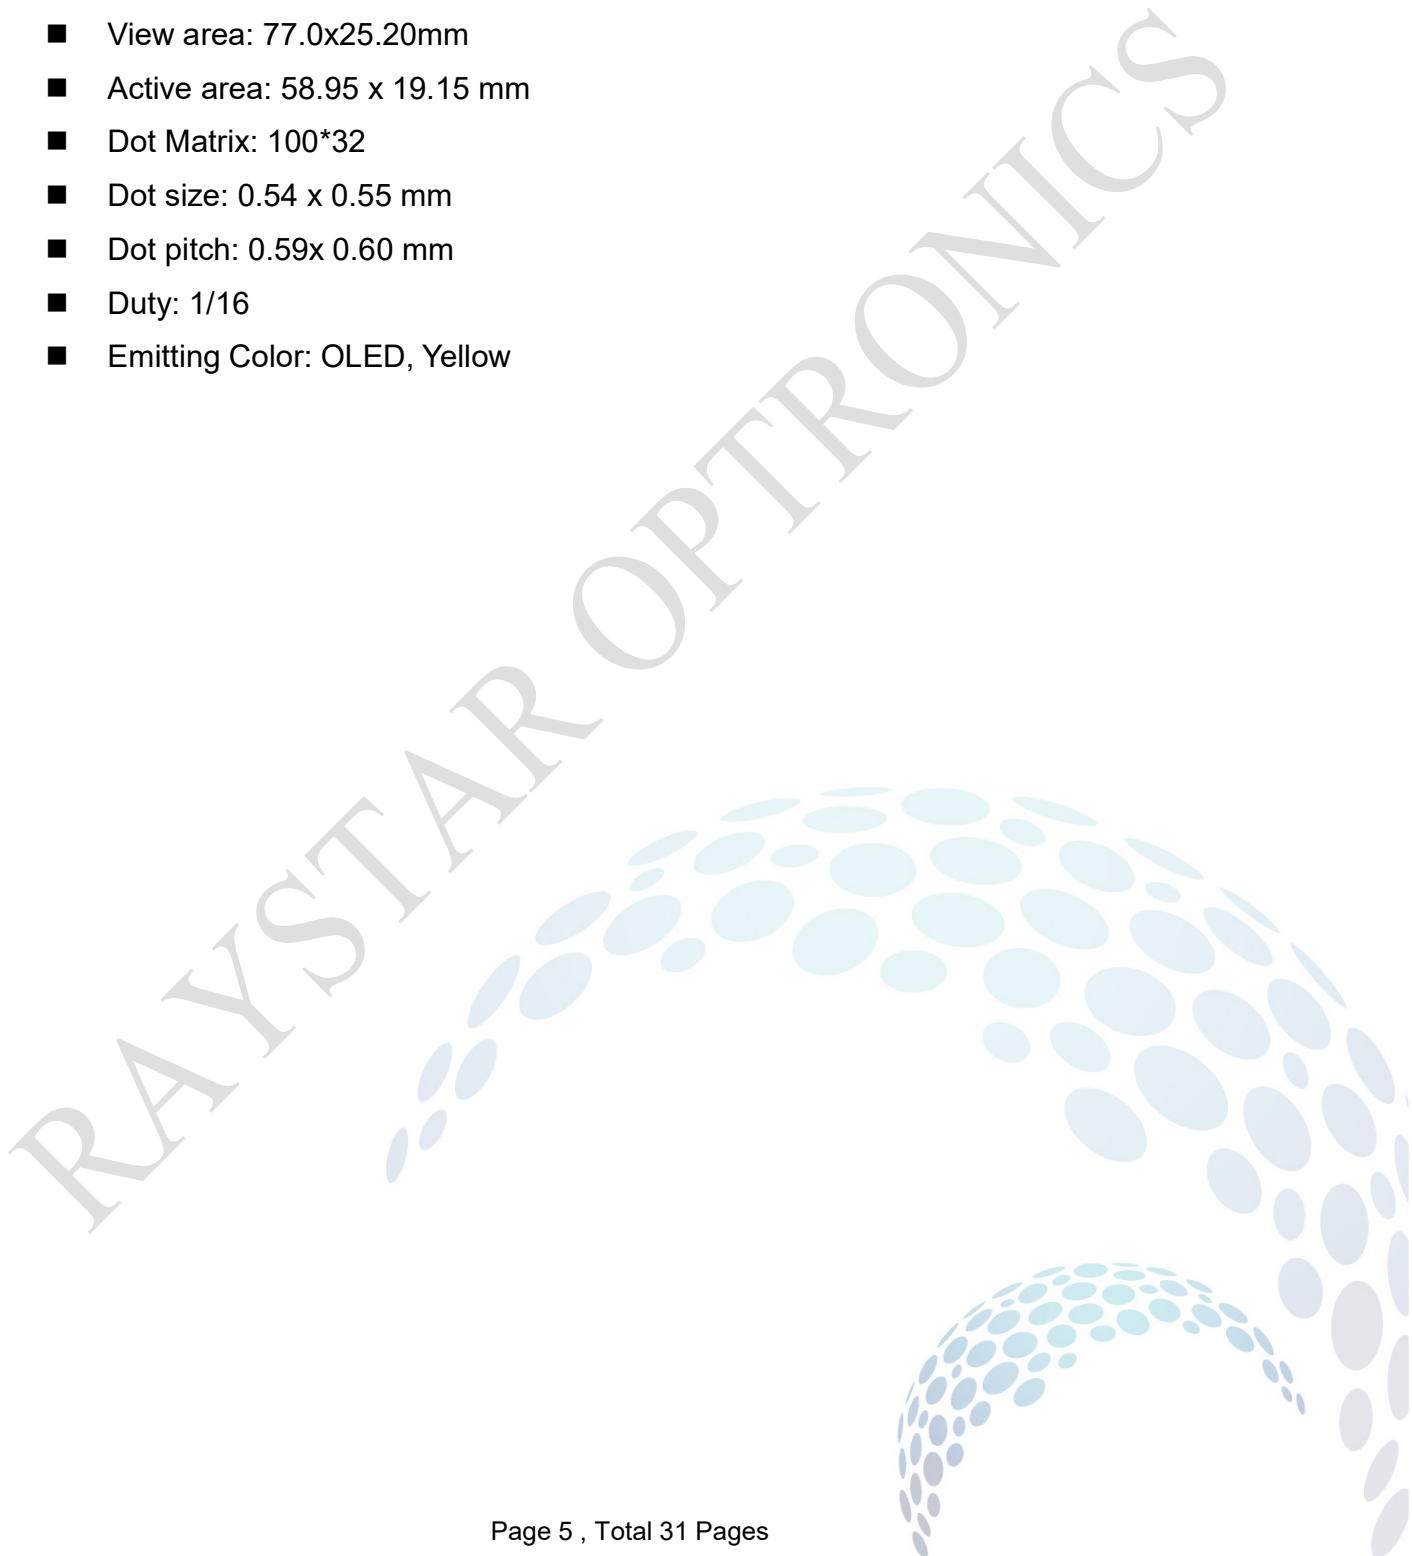 ■ View area: 77.0x25.20mm
■ Active area: 58.95 x 19.15 mm
■ Dot Matrix: 100*32
■ Dot size: 0.54 x 0.55 mm
■ Dot pitch: 0.59x 0.60 mm
■ Duty: 1/16
■ Emitting Color: OLED, Yellow
RAYSTAR OPTRONICS
Page 5 , Total 31 Pages